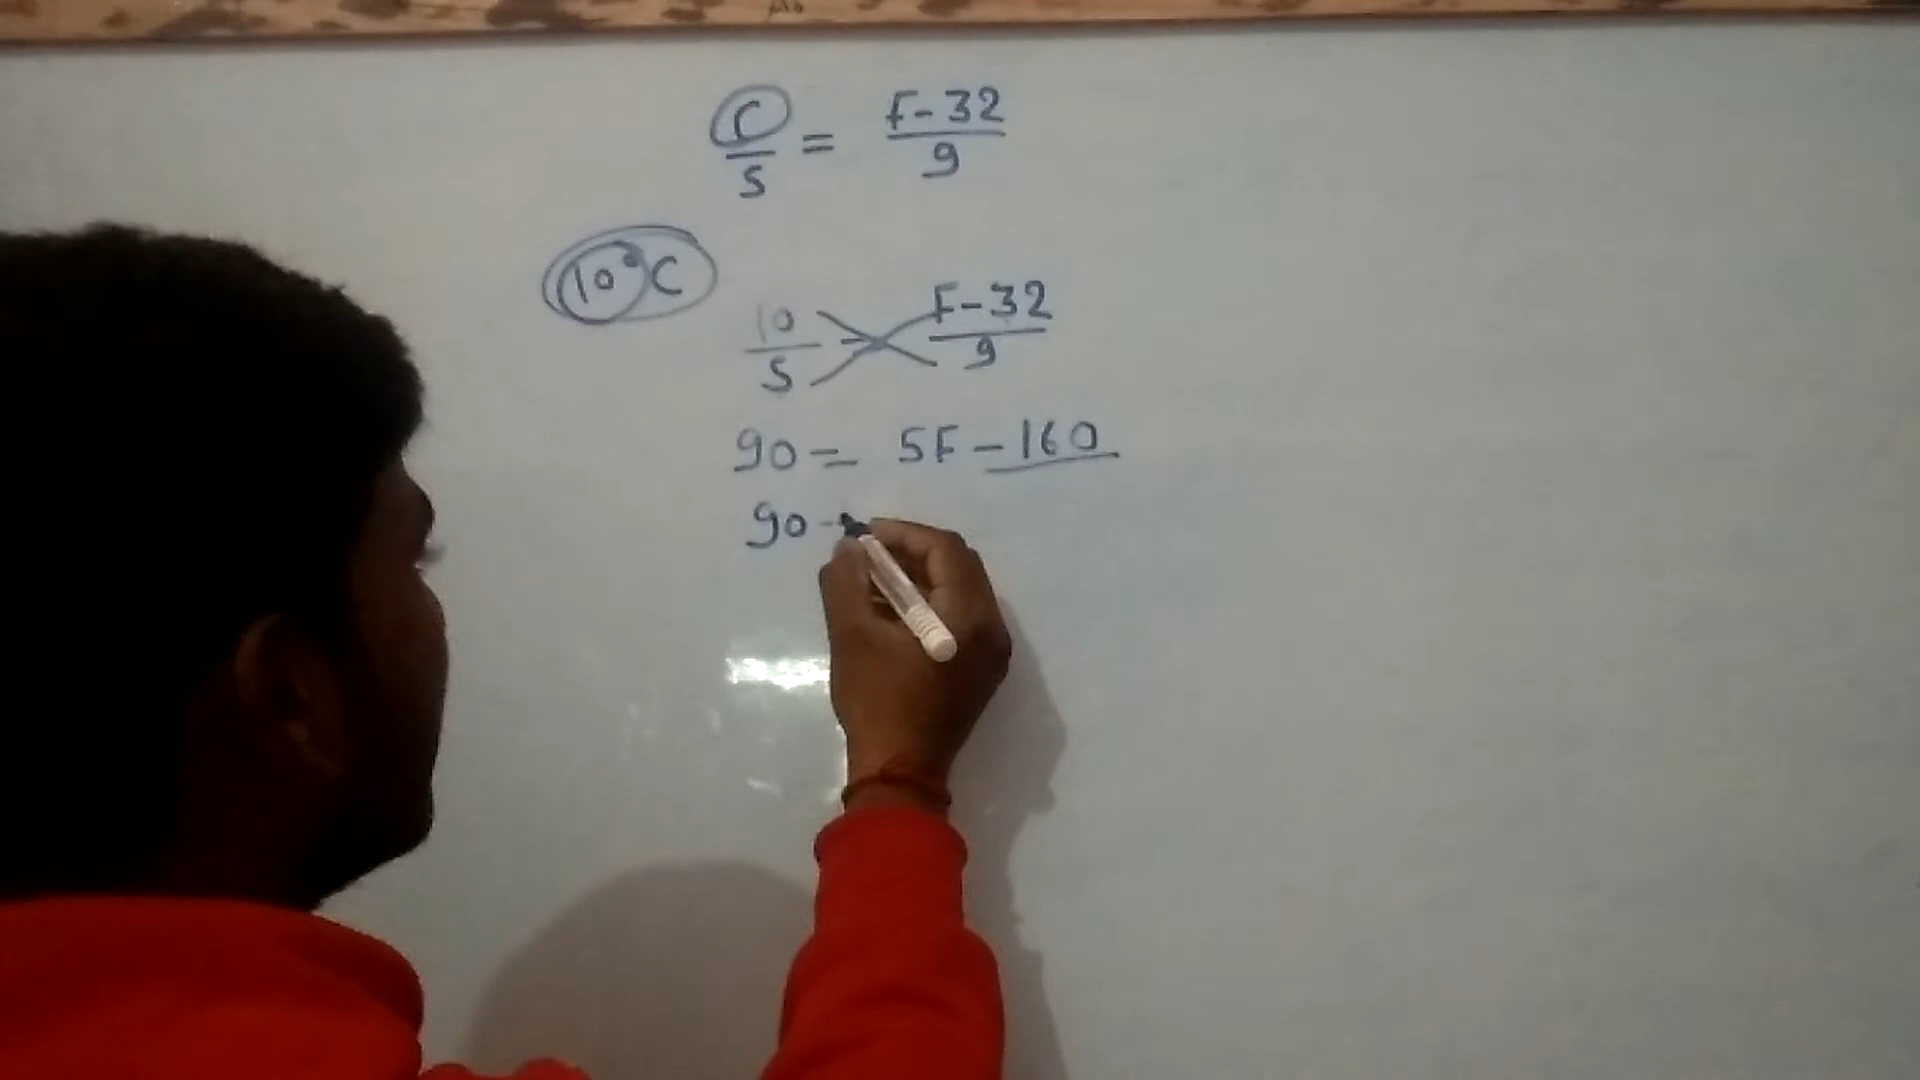 C/5 = F-32/9
10°C
10/5 = F-32/9
90 = 5F - 160
90